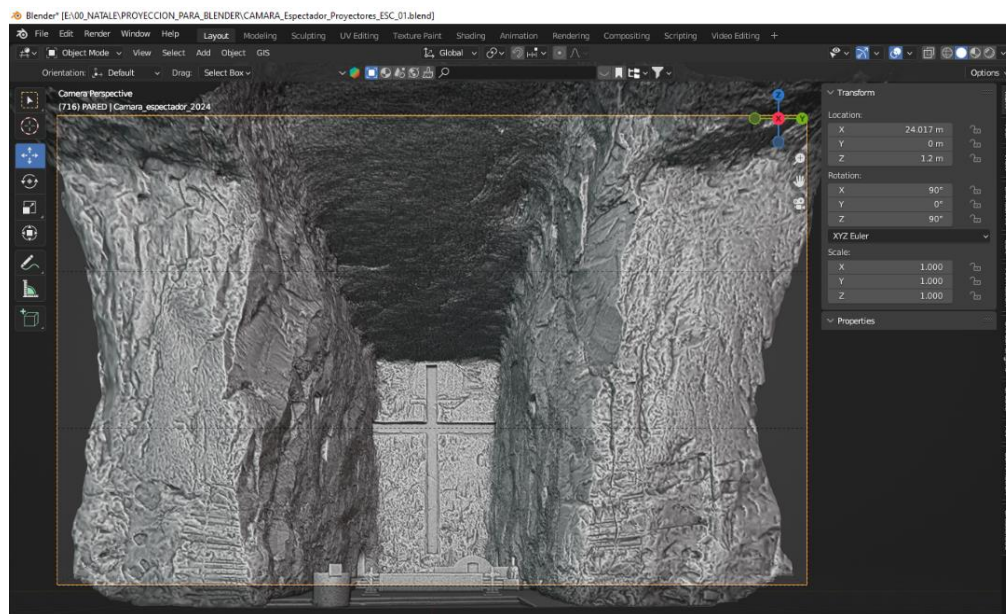 Blender* [E:\00_NATALE\PROYECCION_PARA_BLENDER\CAMARA_Espectador_Proyectores_ESC_01.blend]
File Edit Render Window Help Layout Modeling Sculpting UV Editing Texture Paint Shading Animation Rendering Compositing Scripting Video Editing +
Object Mode View Select Add Object GIS Global
Orientation: Default Drag: Select Box Options
Camera Perspective
(716) PARED | Camara_espectador_2024
Z
X
Y
Transform
Location:
X 24.017 m
Y 0 m
Z 1.2 m
Rotation:
X 90°
Y 0°
Z 90°
XYZ Euler
Scale:
X 1.000
Y 1.000
Z 1.000
Properties